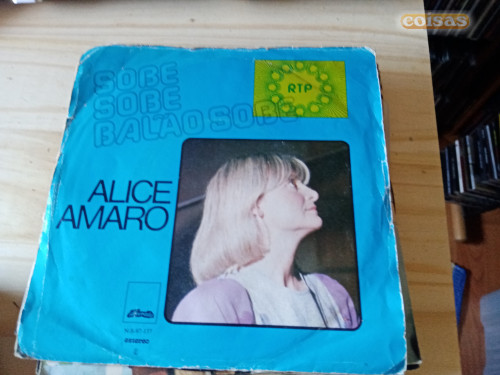 coisas
SOBE
SOBE
BALÃO SOBE
RTP
ALICE
AMARO